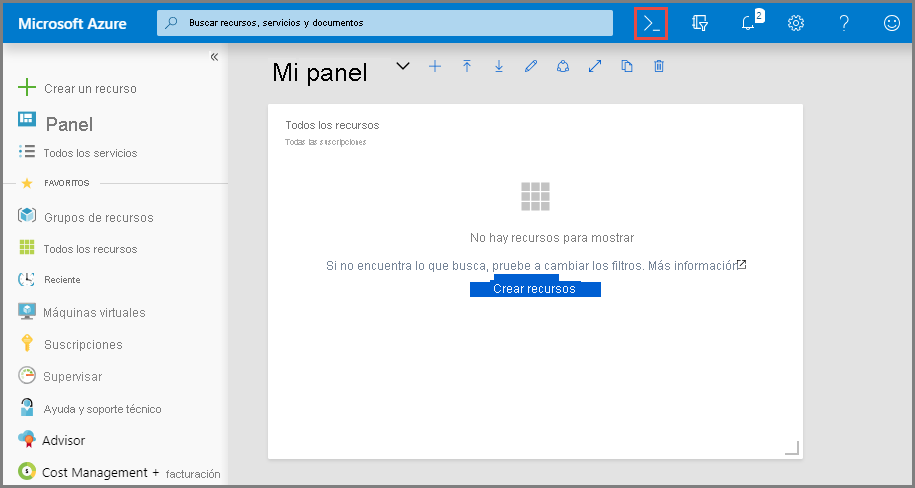 Microsoft Azure
Buscar recursos, servicios y documentos
2
«
Crear un recurso
Panel
Todos los servicios
FAVORITOS
Grupos de recursos
Todos los recursos
Reciente
Máquinas virtuales
Suscripciones
Supervisar
Ayuda y soporte técnico
Advisor
Cost Management + facturación
Mi panel
Todos los recursos
Todas las suscripciones
No hay recursos para mostrar
Si no encuentra lo que busca, pruebe a cambiar los filtros. Más información
Crear recursos